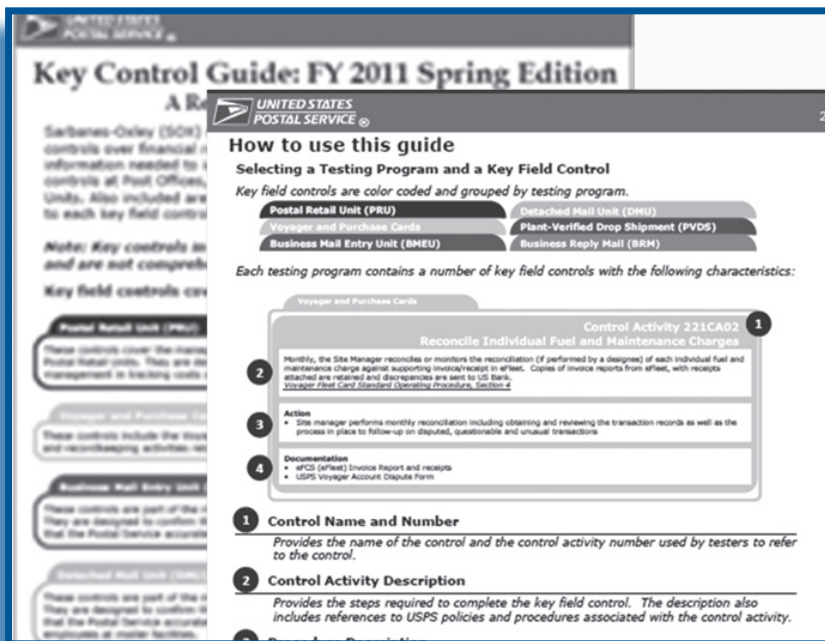 UNITED STATES
POSTAL SERVICE ®
Key Control Guide: FY 2011 Spring Edition
A Re
Sarbanes-Oxley (SOX)
controls over financial
information needed to
controls at Post Offices,
Units. Also included are
to each key field control
Note: Key controls in
and are not comprehe
Key field controls cov
Postal Retail Unit (PRU)
These controls cover the manag
Postal Retail Units. They are de
management in tracking costs
Voyager and Purchase Ca
These controls include the Voya
and recordkeeping activities re
Business Mail Entry Unit
These controls are part of the
They are designed to confirm th
that the Postal Service accurate
Detached Mail Unit (DMU)
These controls are part of the
They are designed to confirm th
that the Postal Service accurate
employees at mailer facilities.
UNITED STATES
POSTAL SERVICE ®
2
How to use this guide
Selecting a Testing Program and a Key Field Control
Key field controls are color coded and grouped by testing program.
Postal Retail Unit (PRU)
Detached Mail Unit (DMU)
Voyager and Purchase Cards
Plant-Verified Drop Shipment (PVDS)
Business Mail Entry Unit (BMEU)
Business Reply Mail (BRM)
Each testing program contains a number of key field controls with the following characteristics:
Voyager and Purchase Cards
Control Activity 221CA02
1
Reconcile Individual Fuel and Maintenance Charges
2
Monthly, the Site Manager reconciles or monitors the reconciliation (if performed by a designee) of each individual fuel and
maintenance charge against supporting invoice/receipt in eFleet. Copies of invoice reports from eFleet, with receipts
attached are retained and discrepancies are sent to US Bank.
Voyager Fleet Card Standard Operating Procedure, Section 4
3
Action
• Site manager performs monthly reconciliation including obtaining and reviewing the transaction records as well as the
process in place to follow-up on disputed, questionable and unusual transactions
4
Documentation
• eFCS (eFleet) Invoice Report and receipts
• USPS Voyager Account Dispute Form
1 Control Name and Number
Provides the name of the control and the control activity number used by testers to refer
to the control.
2 Control Activity Description
Provides the steps required to complete the key field control. The description also
includes references to USPS policies and procedures associated with the control activity.
3 Procedure Description